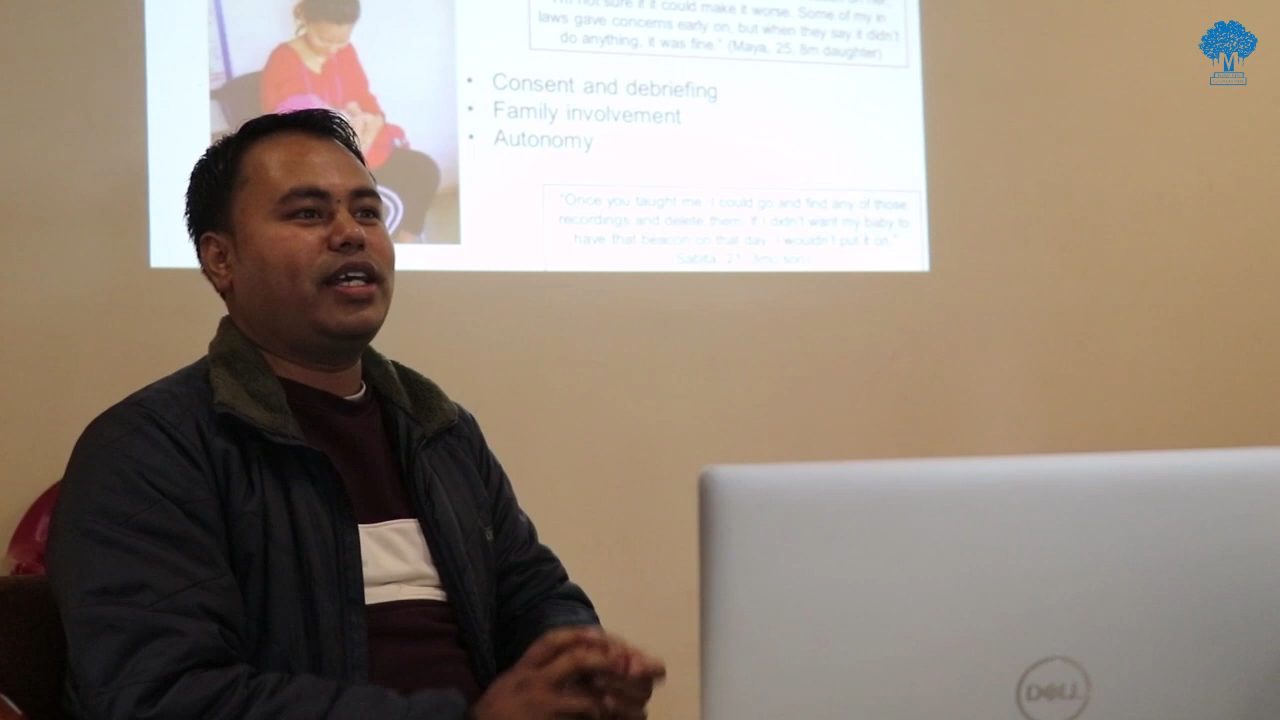 I'm not sure if it could make it worse. Some of my in
laws gave concerns early on, but when they say it didn't
do anything, it was fine." (Maya, 25, 8m daughter)
• Consent and debriefing
• Family involvement
• Autonomy
"Once you taught me, I could go and find any of those
recordings and delete them. If I didn't want my baby to
have that beacon on that day, I wouldn't put it on."
(Sabita, 21,
DELL
M